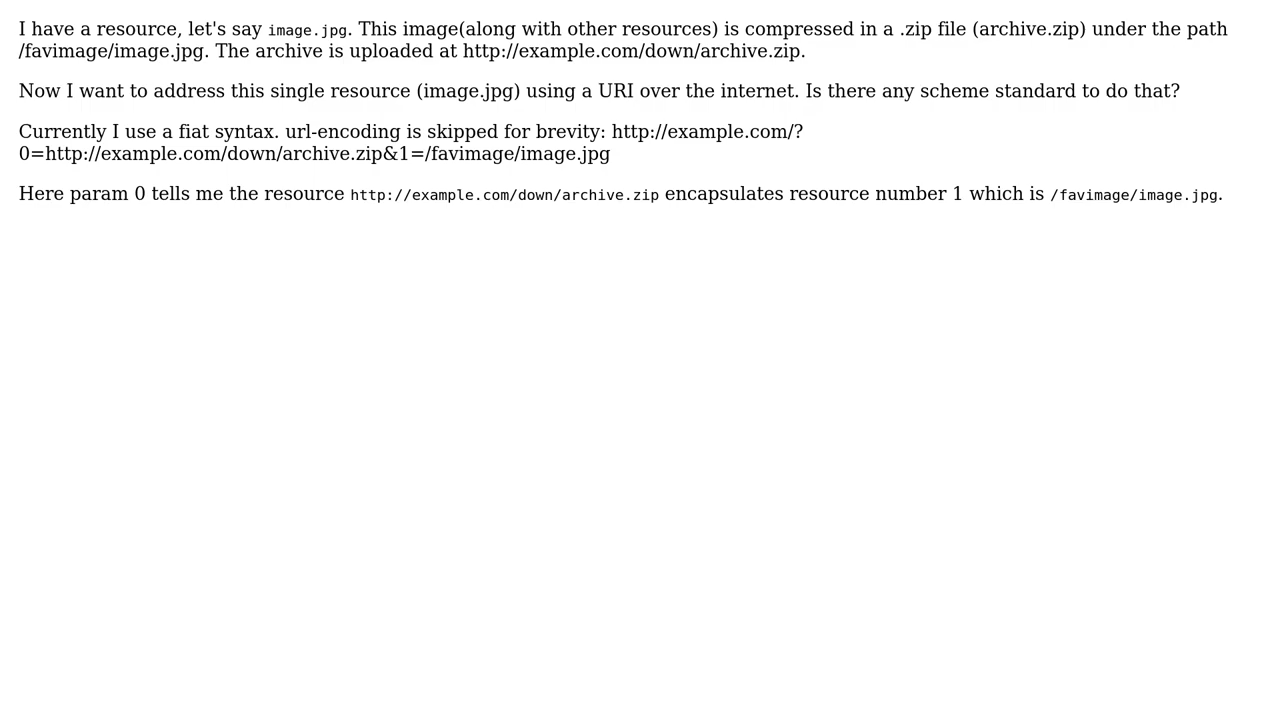 I have a resource, let's say image.jpg. This image(along with other resources) is compressed in a .zip file (archive.zip) under the path
/favimage/image.jpg. The archive is uploaded at http://example.com/down/archive.zip.
Now I want to address this single resource (image.jpg) using a URI over the internet. Is there any scheme standard to do that?
Currently I use a fiat syntax. url-encoding is skipped for brevity: http://example.com/?
0=http://example.com/down/archive.zip&1=/favimage/image.jpg
Here param 0 tells me the resource http://example.com/down/archive.zip encapsulates resource number 1 which is /favimage/image.jpg.